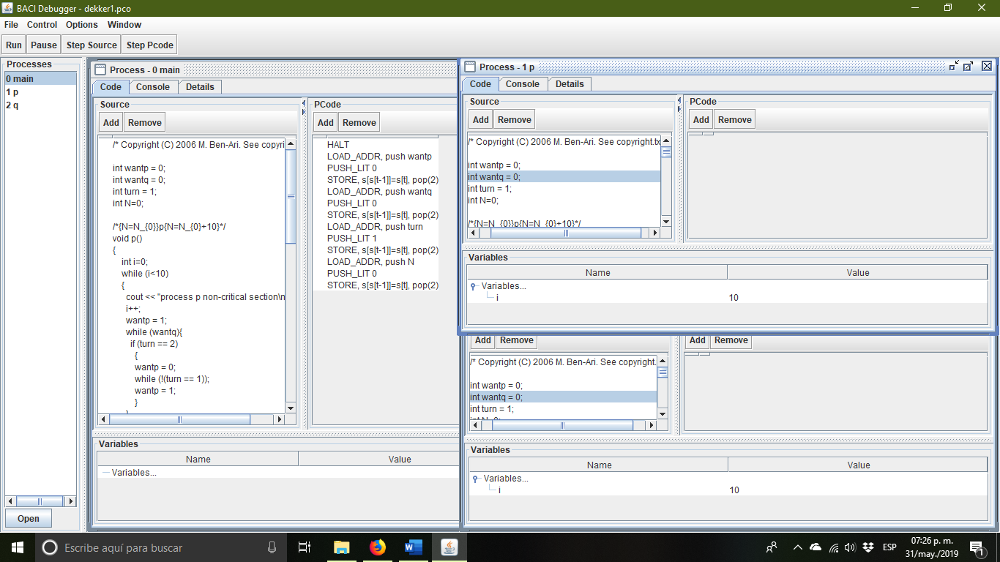 BACI Debugger - dekker1.pco
File Control Options Window
Run Pause Step Source Step Pcode
Processes
0 main
1 p
2 q
Open
Process - 0 main
Code Console Details
Source
Add Remove
/* Copyright (C) 2006 M. Ben-Ari. See copyri
int wantp = 0;
int wantq = 0;
int turn = 1;
int N=0;
/*{N=N_{0}}p{N=N_{0}+10}*/
void p()
{
int i=0;
while (i<10)
{
cout << "process p non-critical section\n
i++;
wantp = 1;
while (wantq){
if (turn == 2)
{
wantp = 0;
while (!(turn == 1));
wantp = 1;
}
PCode
Add Remove
HALT
LOAD_ADDR, push wantp
PUSH_LIT 0
STORE, s[s[t-1]]=s[t], pop(2)
LOAD_ADDR, push wantq
PUSH_LIT 0
STORE, s[s[t-1]]=s[t], pop(2)
LOAD_ADDR, push turn
PUSH_LIT 1
STORE, s[s[t-1]]=s[t], pop(2)
LOAD_ADDR, push N
PUSH_LIT 0
STORE, s[s[t-1]]=s[t], pop(2)
Variables
Name Value
Variables...
Process - 1 p
Code Console Details
Source
Add Remove
/* Copyright (C) 2006 M. Ben-Ari. See copyright.tx
int wantp = 0;
int wantq = 0;
int turn = 1;
int N=0;
/*{N=N_{0}}p{N=N_{0}+10}*/
PCode
Add Remove
Variables
Name Value
Variables...
i 10
Add Remove
/* Copyright (C) 2006 M. Ben-Ari. See copyright.
int wantp = 0;
int wantq = 0;
int turn = 1;
int N=0;
Add Remove
Variables
Name Value
Variables...
i 10
Escribe aquí para buscar
ESP
07:26 p. m.
31/may./2019
1